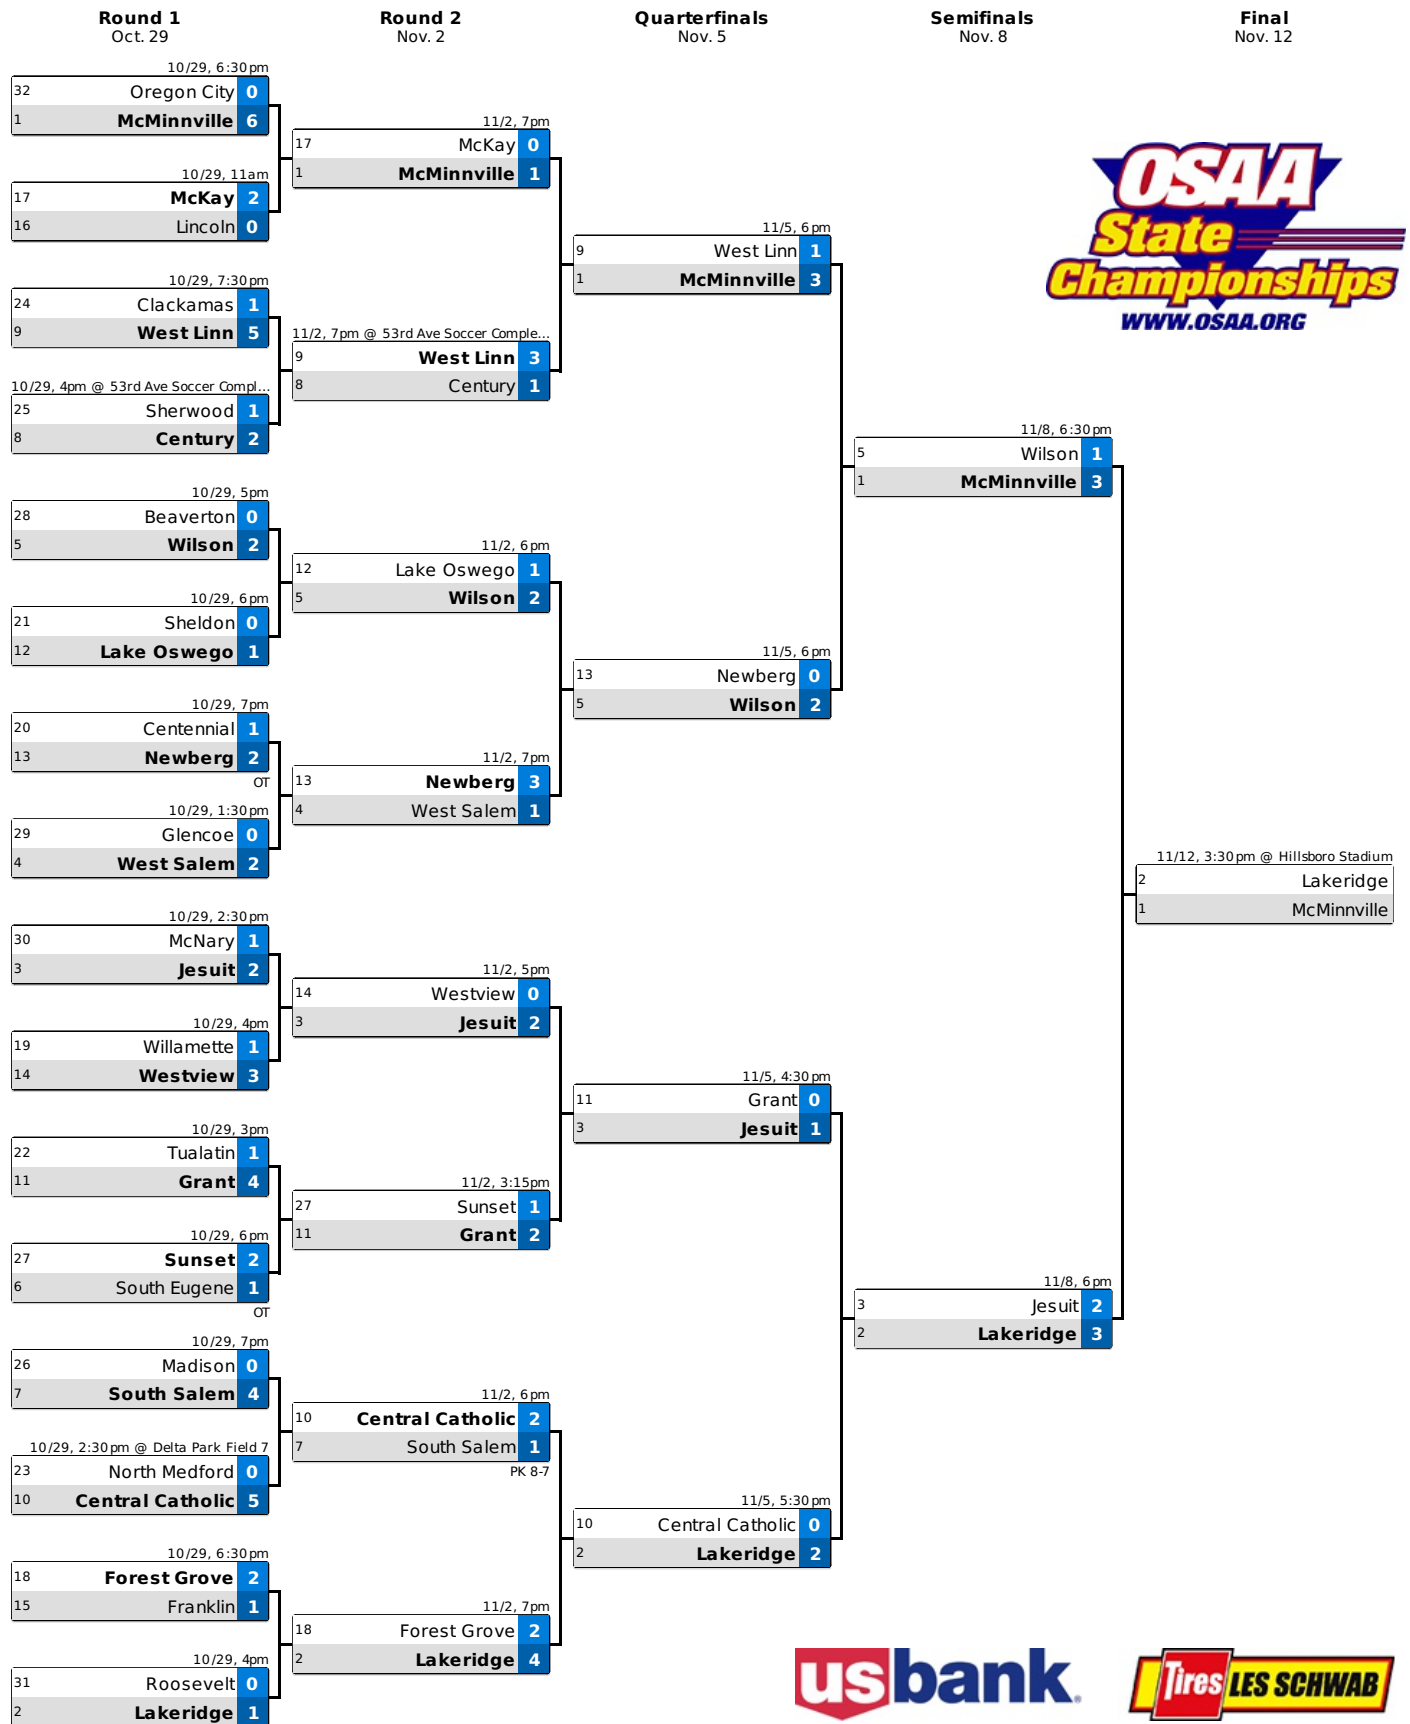 Round 1
Oct. 29
Round 2
Nov. 2
Quarterfinals
Nov. 5
Semifinals
Nov. 8
Final
Nov. 12
10/29, 6:30pm
32 Oregon City 0
1 McMinnville 6
10/29, 11am
17 McKay 2
16 Lincoln 0
10/29, 7:30pm
24 Clackamas 1
9 West Linn 5
10/29, 4pm @ 53rd Ave Soccer Compl...
25 Sherwood 1
8 Century 2
10/29, 5pm
28 Beaverton 0
5 Wilson 2
10/29, 6pm
21 Sheldon 0
12 Lake Oswego 1
10/29, 7pm
20 Centennial 1
13 Newberg 2
OT
10/29, 1:30pm
29 Glencoe 0
4 West Salem 2
10/29, 2:30pm
30 McNary 1
3 Jesuit 2
10/29, 4pm
19 Willamette 1
14 Westview 3
10/29, 3pm
22 Tualatin 1
11 Grant 4
10/29, 6pm
27 Sunset 2
6 South Eugene 1
OT
10/29, 7pm
26 Madison 0
7 South Salem 4
10/29, 2:30pm @ Delta Park Field 7
23 North Medford 0
10 Central Catholic 5
10/29, 6:30pm
18 Forest Grove 2
15 Franklin 1
10/29, 4pm
31 Roosevelt 0
2 Lakeridge 1
11/2, 7pm
17 McKay 0
1 McMinnville 1
11/2, 7pm @ 53rd Ave Soccer Comple...
9 West Linn 3
8 Century 1
11/2, 6pm
12 Lake Oswego 1
5 Wilson 2
11/2, 7pm
13 Newberg 3
4 West Salem 1
11/2, 5pm
14 Westview 0
3 Jesuit 2
11/2, 3:15pm
27 Sunset 1
11 Grant 2
11/2, 6pm
10 Central Catholic 2
7 South Salem 1
PK 8-7
11/2, 7pm
18 Forest Grove 2
2 Lakeridge 4
11/5, 6pm
9 West Linn 1
1 McMinnville 3
11/5, 6pm
13 Newberg 0
5 Wilson 2
11/5, 4:30pm
11 Grant 0
3 Jesuit 1
11/5, 5:30pm
10 Central Catholic 0
2 Lakeridge 2
11/8, 6:30pm
5 Wilson 1
1 McMinnville 3
11/8, 6pm
3 Jesuit 2
2 Lakeridge 3
11/12, 3:30pm @ Hillsboro Stadium
2 Lakeridge
1 McMinnville
OSAA
State
Championships
WWW.OSAA.ORG
usbank.
Tires LES SCHWAB